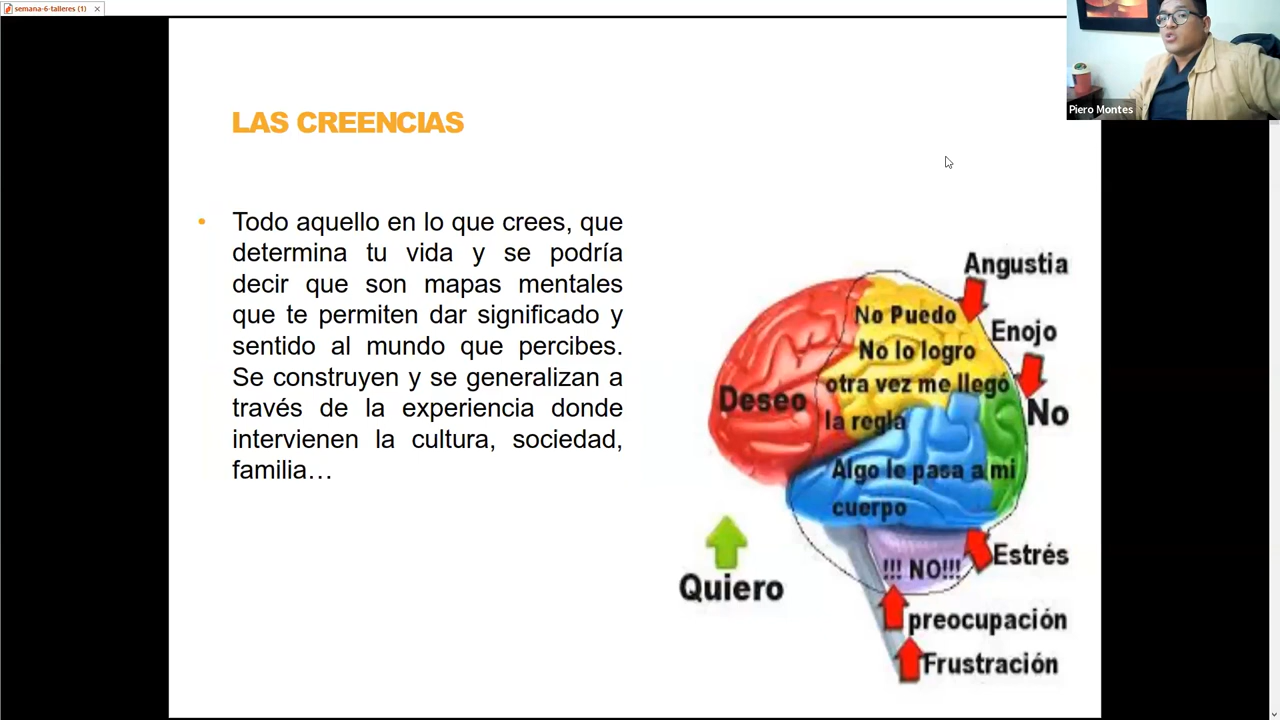 semana-6-talleres (1)
Piero Montes
LAS CREENCIAS
• Todo aquello en lo que crees, que
determina tu vida y se podría
decir que son mapas mentales
que te permiten dar significado y
sentido al mundo que percibes.
Se construyen y se generalizan a
través de la experiencia donde
intervienen la cultura, sociedad,
familia…
Angustia
No Puedo
Enojo
No lo logro
otra vez me llegó
Deseo
No
la regla
Algo le pasa a mi
cuerpo
Estrés
!!! NO!!!
Quiero
preocupación
Frustración